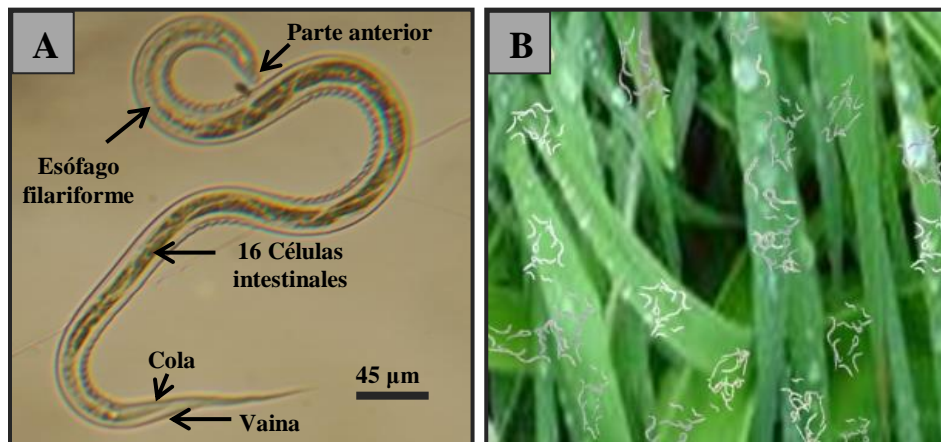 A
Parte anterior
B
Esófago
filariforme
16 Células
intestinales
Cola
45 µm
Vaina